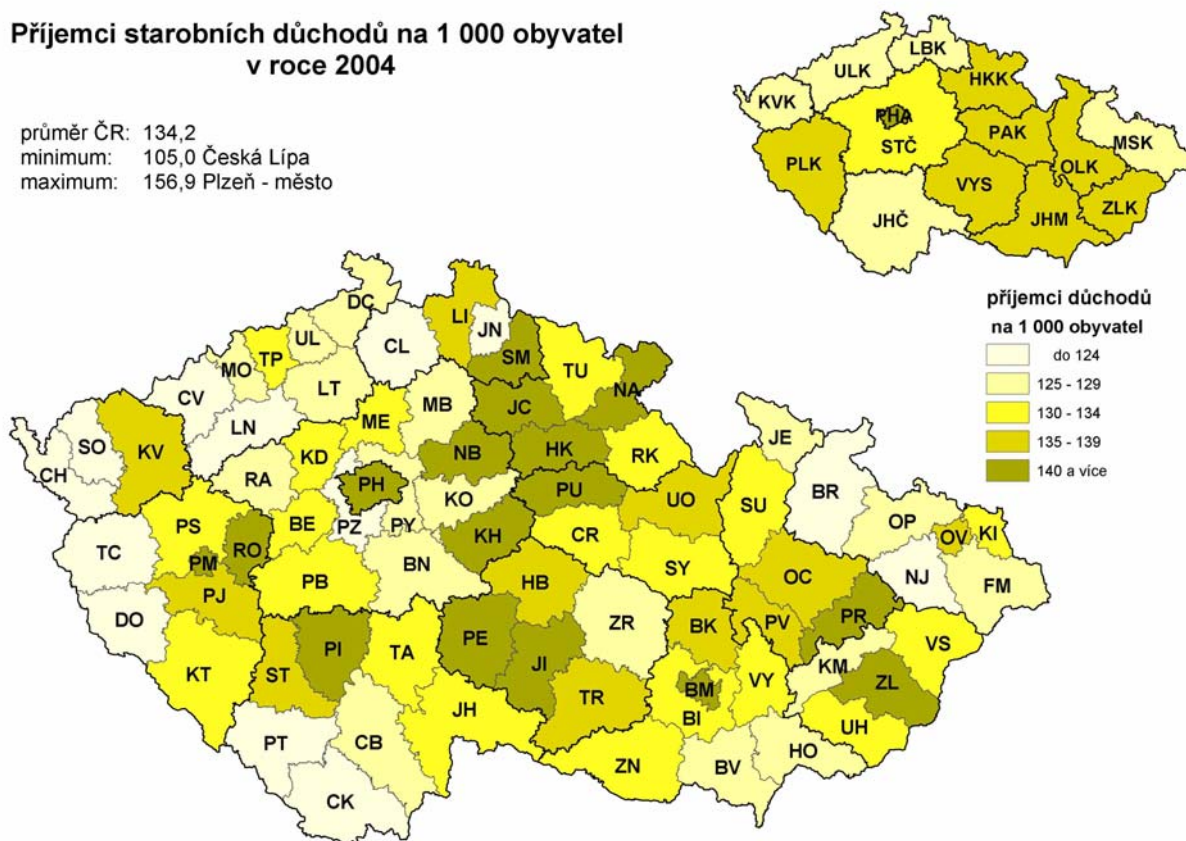 Příjemci starobních důchodů na 1 000 obyvatel
v roce 2004
průměr ČR: 134,2
minimum: 105,0 Česká Lípa
maximum: 156,9 Plzeň - město
LBK
ULK
HKK
KVK
PHA
PAK
MSK
STČ
PLK
OLK
VYS
ZLK
JHM
JHČ
příjemci důchodů
na 1 000 obyvatel
do 124
125 - 129
130 - 134
135 - 139
140 a více
DC
LI
JN
UL
CL
SM
TP
MO
TU
NA
LT
CV
MB
JC
ME
LN
SO
JE
KV
NB
HK
KD
RK
CH
RA
PH
BR
PU
KO
UO
SU
OP
PS
BE
PZ
PY
KH
CR
OV
KI
TC
RO
PM
BN
SY
OC
NJ
FM
PB
HB
PJ
DO
ZR
BK
PV
PR
PE
VS
TA
PI
JI
KM
KT
ST
ZL
TR
BM
VY
JH
BI
UH
PT
CB
HO
ZN
BV
CK